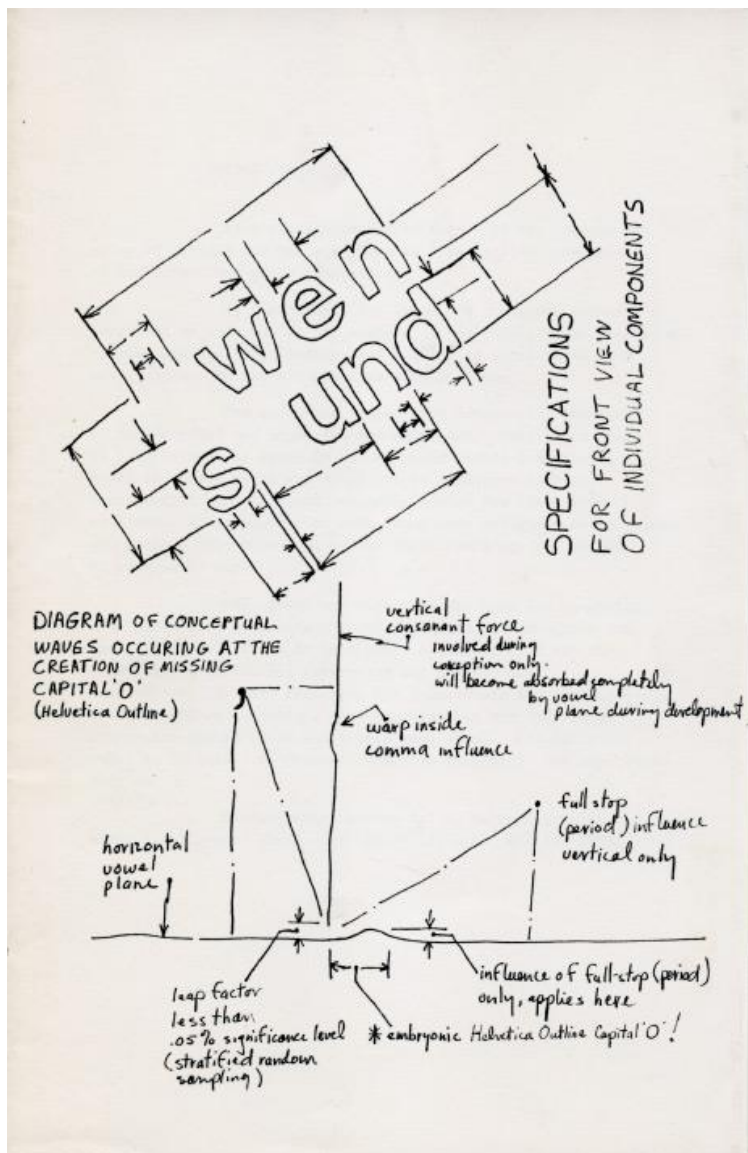 wen
und
s
SPECIFICATIONS
FOR FRONT VIEW
OF INDIVIDUAL COMPONENTS
DIAGRAM OF CONCEPTUAL
WAVES OCCURING AT THE
CREATION OF MISSING
CAPITAL 'O'
(Helvetica Outline)
vertical
consonant force
involved during
coception only.
will become absorbed completely
by vowel
plane during development
warp inside
comma influence
full stop
(period) influence
vertical only
horizontal
vowel
plane
leap factor
less than
.05% significance level
(stratified random
sampling)
influence of full-stop (period)
only, applies here
* embryonic Helvetica Outline Capital 'O' !